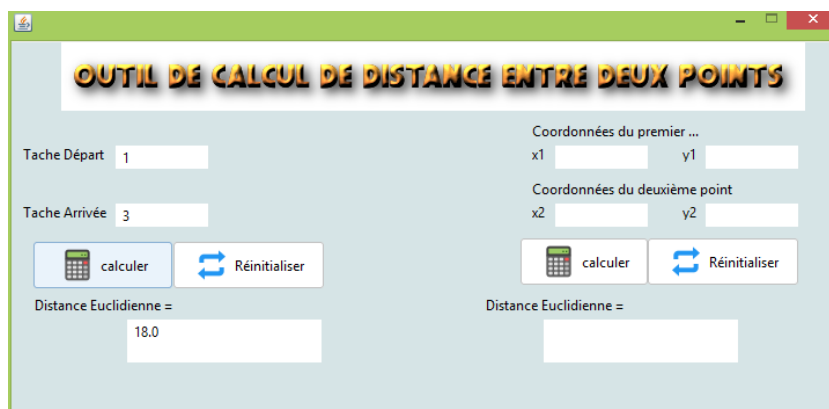 OUTIL DE CALCUL DE DISTANCE ENTRE DEUX POINTS
Coordonnées du premier ...
Tache Départ 1
x1 y1
Coordonnées du deuxième point
Tache Arrivée 3
x2 y2
calculer Réinitialiser
calculer Réinitialiser
Distance Euclidienne =
18.0
Distance Euclidienne =